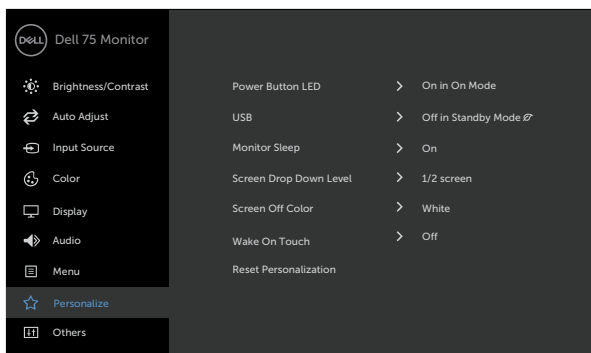 DELL Dell 75 Monitor
Brightness/Contrast
Auto Adjust
Input Source
Color
Display
Audio
Menu
Personalize
Others
Power Button LED > On in On Mode
USB > Off in Standby Mode
Monitor Sleep > On
Screen Drop Down Level > 1/2 screen
Screen Off Color > White
Wake On Touch > Off
Reset Personalization